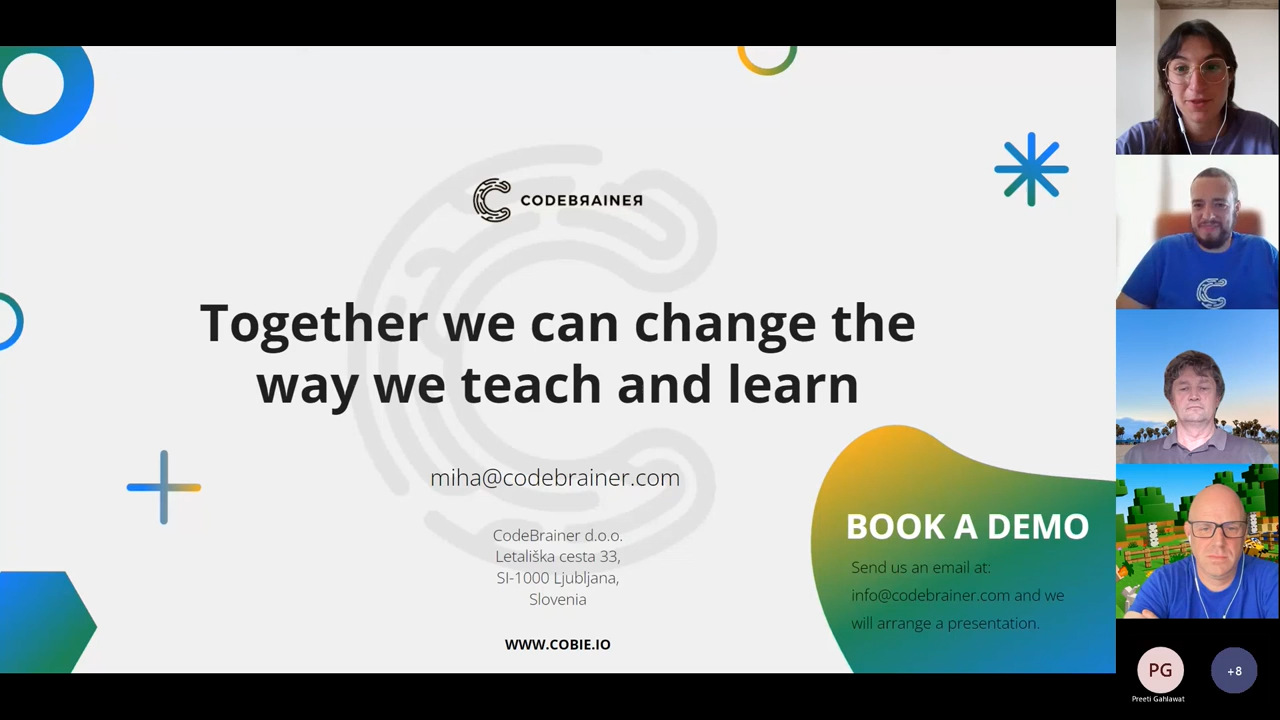 CODEBRAINER
Together we can change the
way we teach and learn
miha@codebrainer.com
CodeBrainer d.o.o.
Letališka cesta 33,
SI-1000 Ljubljana,
Slovenia
WWW.COBIE.IO
BOOK A DEMO
Send us an email at:
info@codebrainer.com and we
will arrange a presentation.
PG
Preeti Gahlawat
+8